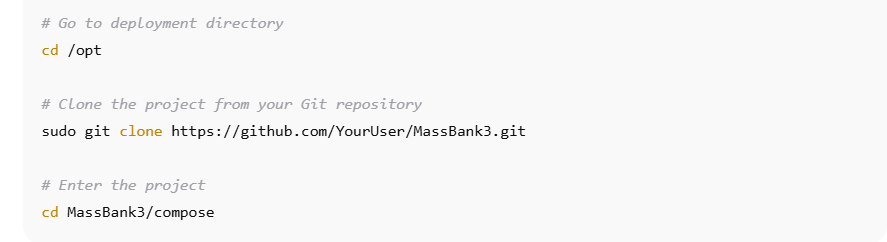 # Go to deployment directory
cd /opt
# Clone the project from your Git repository
sudo git clone https://github.com/YourUser/MassBank3.git
# Enter the project
cd MassBank3/compose